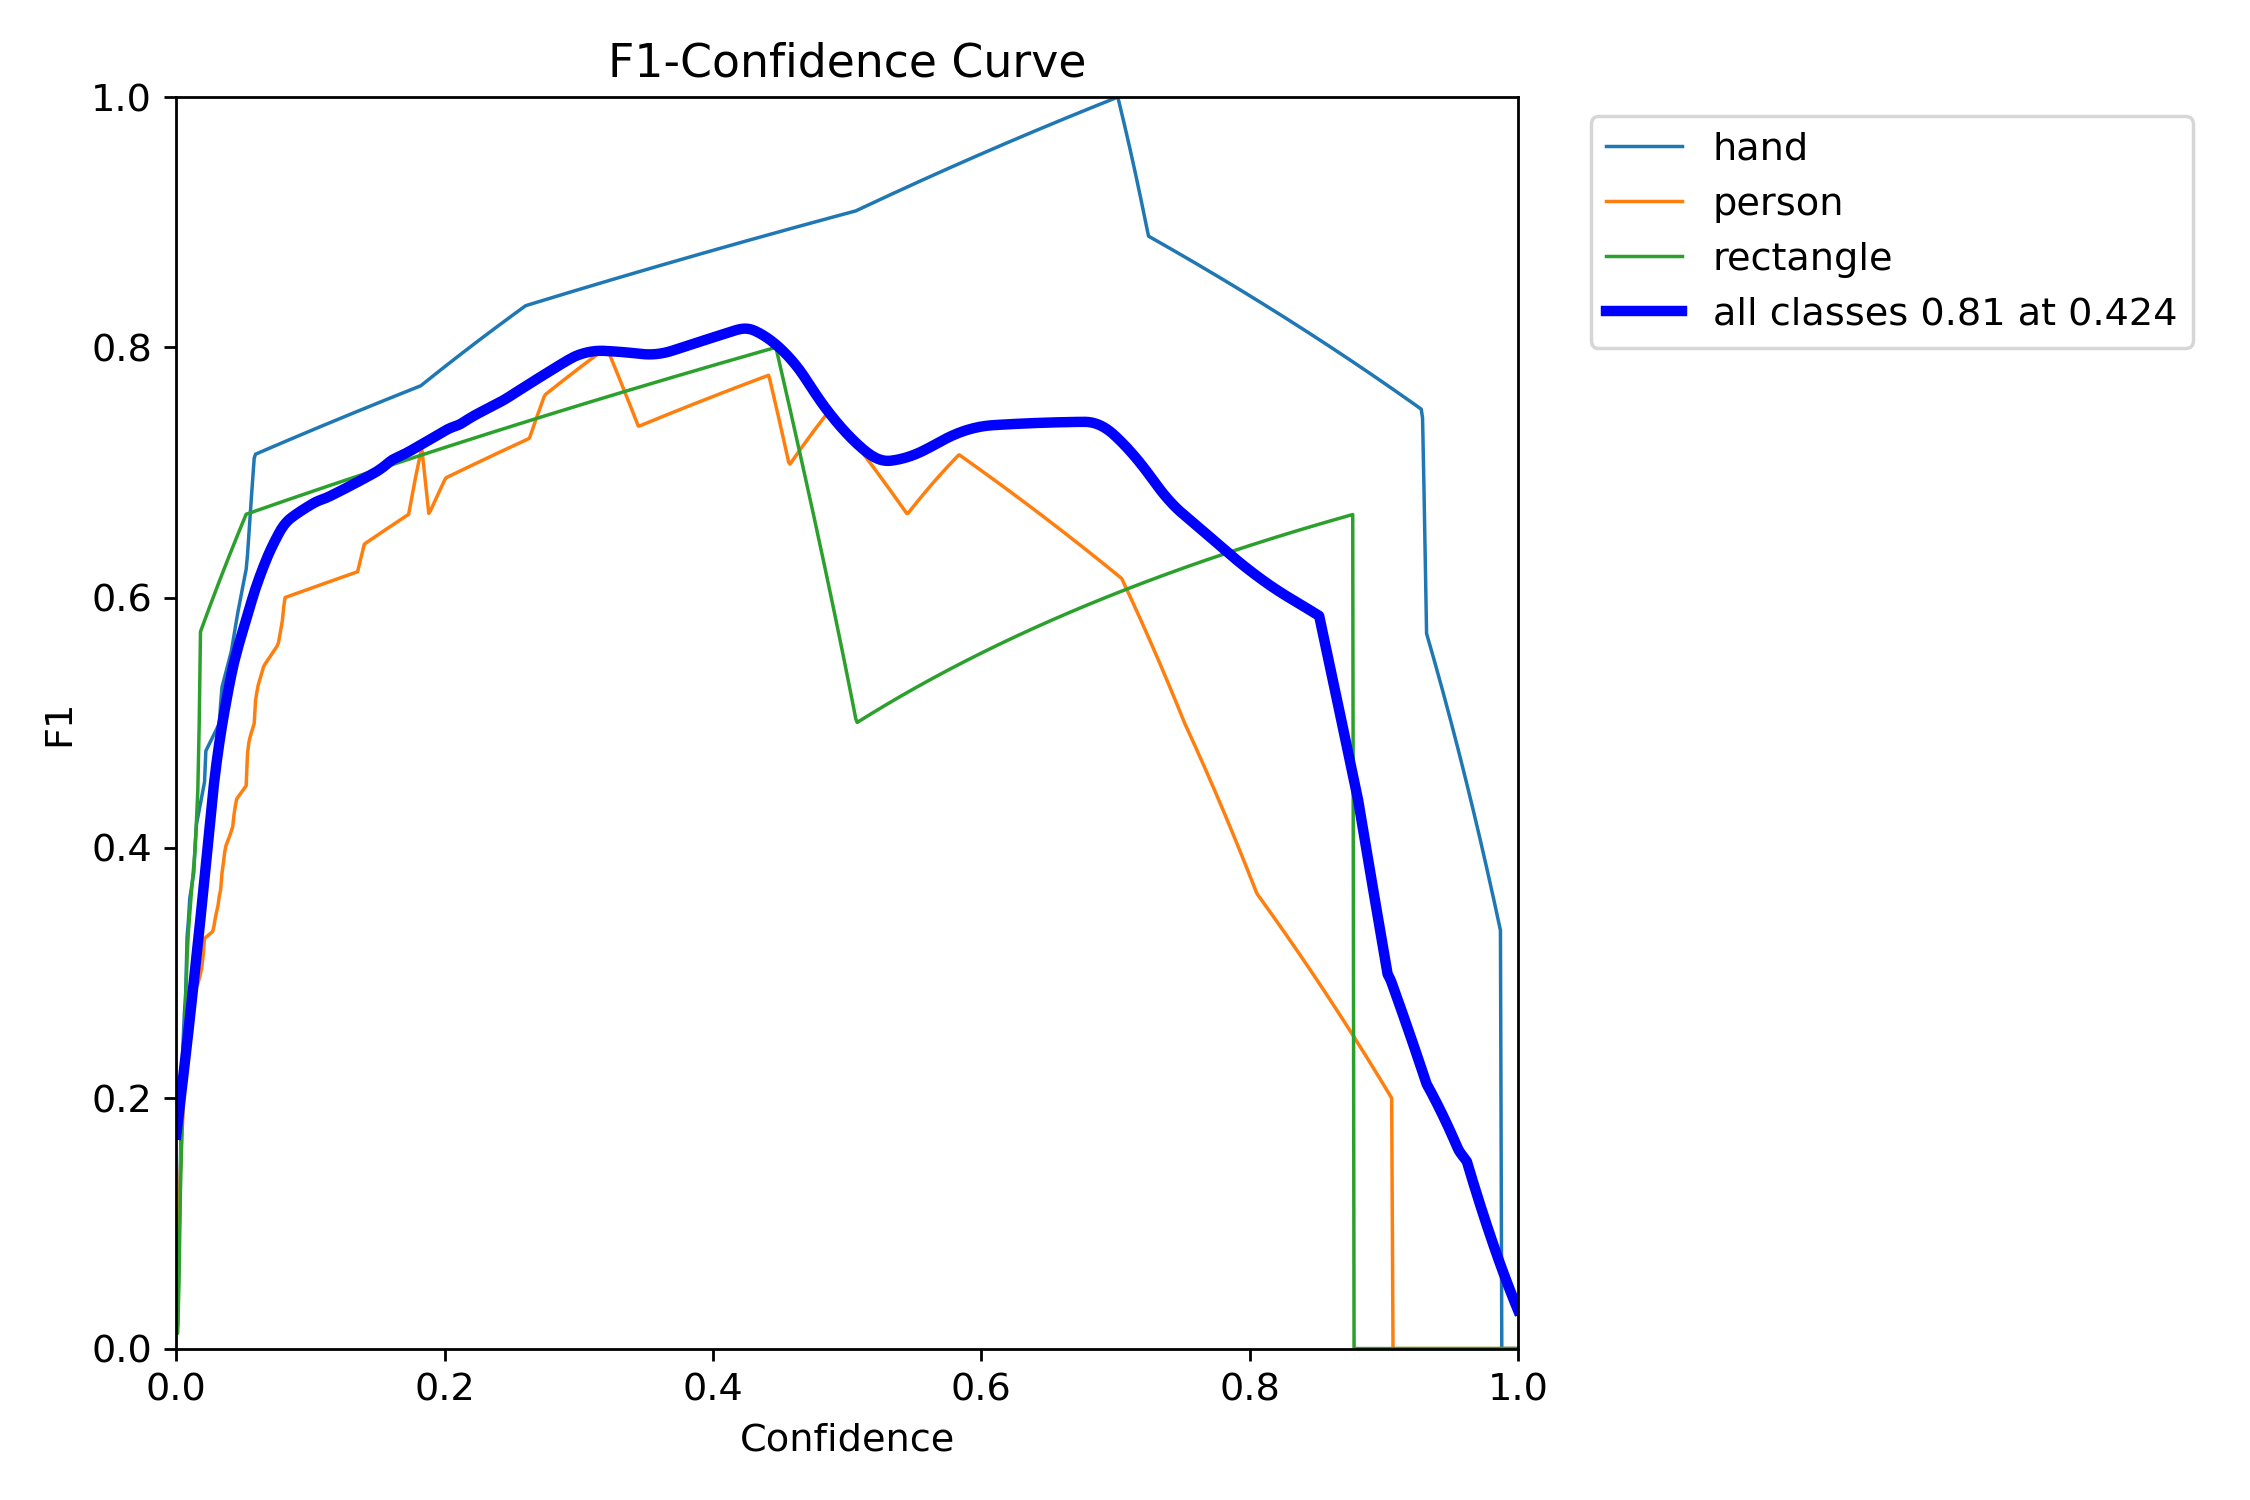 F1-Confidence Curve
1.0
0.8
0.6
0.4
0.2
0.0
F1
0.0 0.2 0.4 0.6 0.8 1.0
Confidence
hand
person
rectangle
all classes 0.81 at 0.424